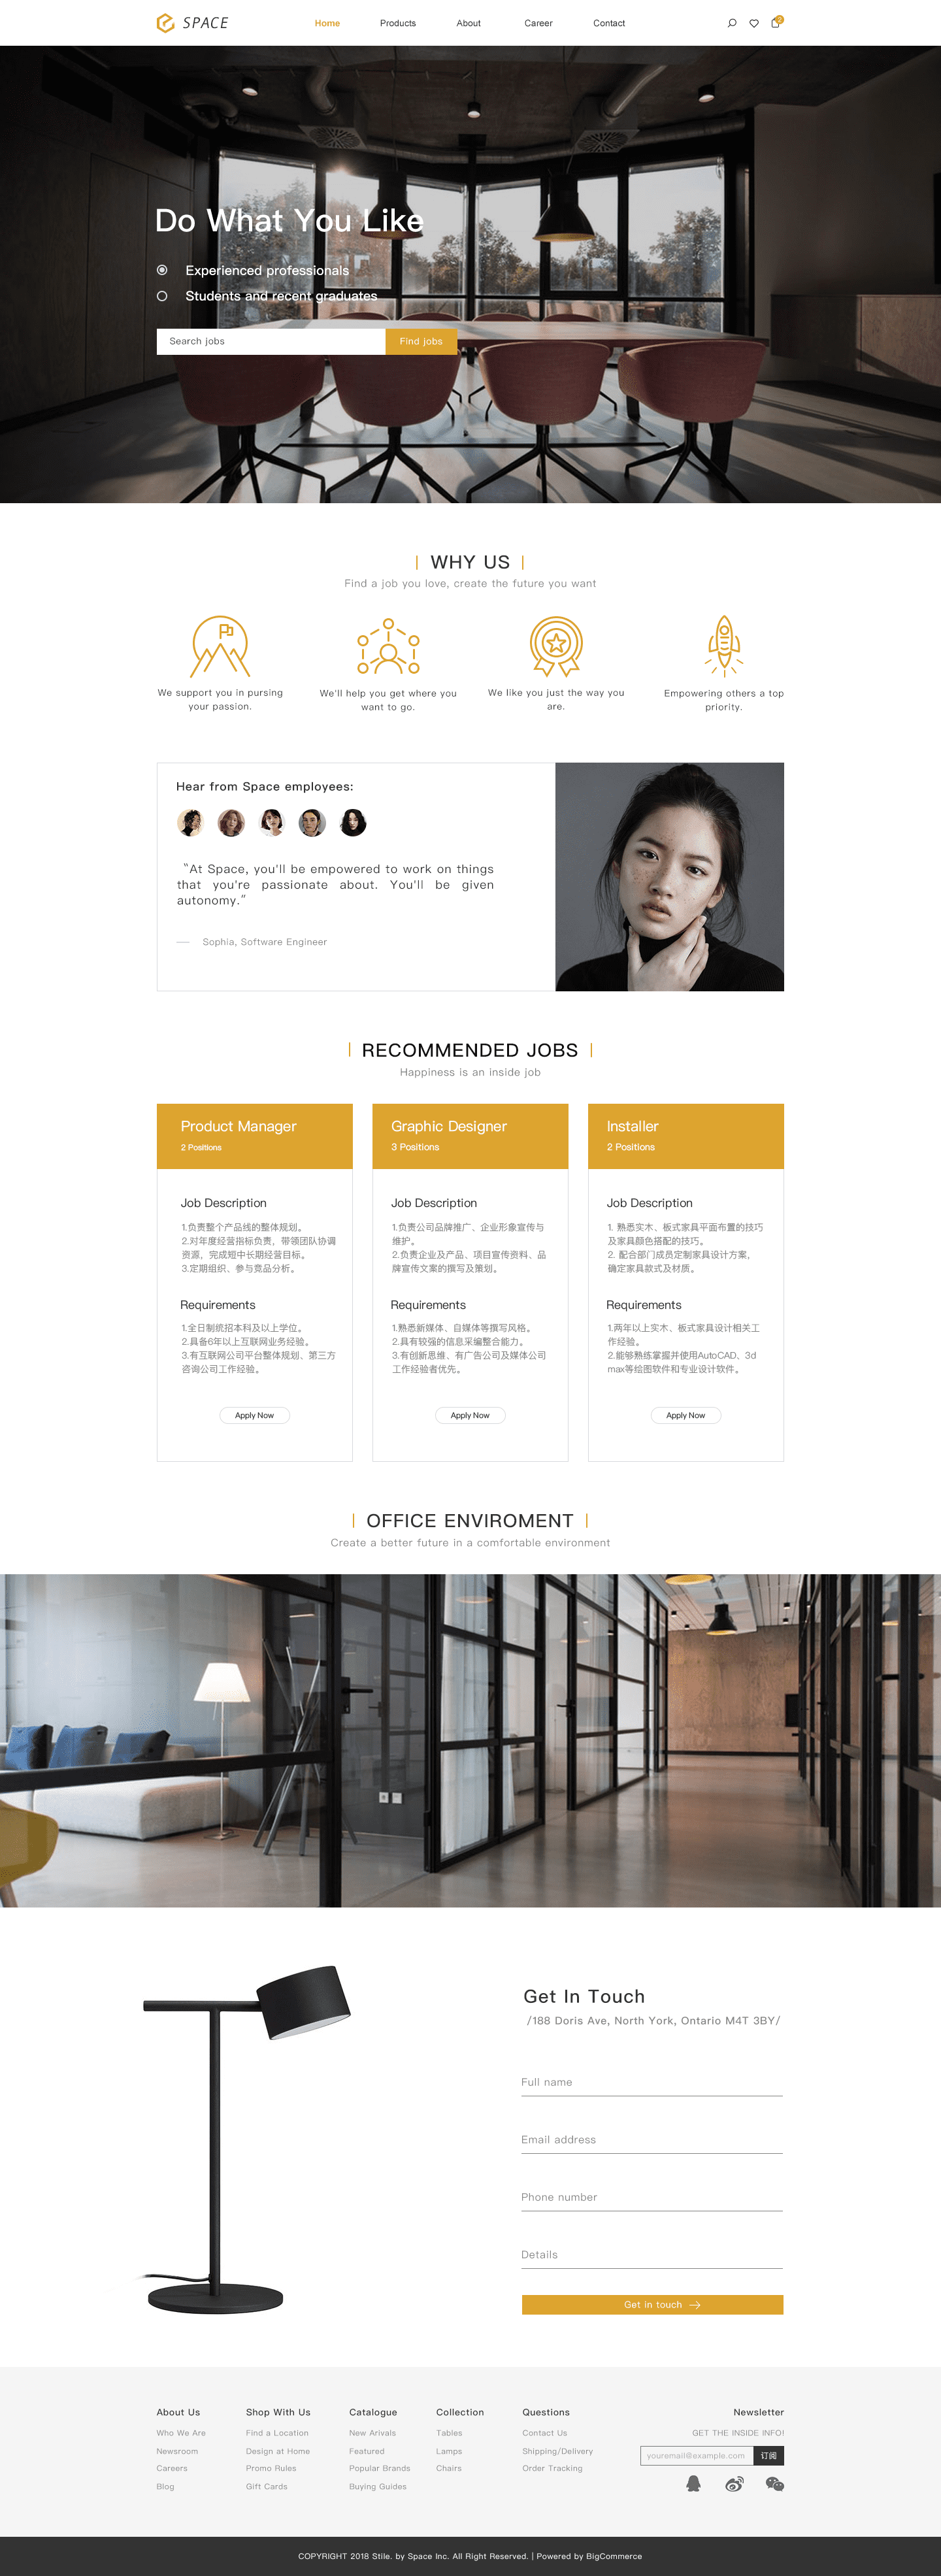 SPACE
Home
Products
About
Career
Contact
2
Do What You Like
Experienced professionals
Students and recent graduates
Search jobs
Find jobs
WHY US
Find a job you love, create the future you want
We support you in pursing
your passion.
We'll help you get where you
want to go.
We like you just the way you
are.
Empowering others a top
priority.
Hear from Space employees:
“At Space, you'll be empowered to work on things
that you're passionate about. You'll be given
autonomy.”
Sophia, Software Engineer
RECOMMENDED JOBS
Happiness is an inside job
Product Manager
2 Positions
Job Description
1.负责整个产品线的整体规划。
2.对年度经营指标负责，带领团队协调
资源，完成短中长期经营目标。
3.定期组织、参与竞品分析。
Requirements
1.全日制统招本科及以上学位。
2.具备6年以上互联网业务经验。
3.有互联网公司平台整体规划、第三方
咨询公司工作经验。
Apply Now
Graphic Designer
3 Positions
Job Description
1.负责公司品牌推广、企业形象宣传与
维护。
2.负责企业及产品、项目宣传资料、品
牌宣传文案的撰写及策划。
Requirements
1.熟悉新媒体、自媒体等撰写风格。
2.具有较强的信息采编整合能力。
3.有创新思维、有广告公司及媒体公司
工作经验者优先。
Apply Now
Installer
2 Positions
Job Description
1. 熟悉实木、板式家具平面布置的技巧
及家具颜色搭配的技巧。
2. 配合部门成员定制家具设计方案，
确定家具款式及材质。
Requirements
1.两年以上实木、板式家具设计相关工
作经验。
2.能够熟练掌握并使用AutoCAD、3d
max等绘图软件和专业设计软件。
Apply Now
OFFICE ENVIROMENT
Create a better future in a comfortable environment
Get In Touch
/188 Doris Ave, North York, Ontario M4T 3BY/
Full name
Email address
Phone number
Details
Get in touch
About Us
Who We Are
Newsroom
Careers
Blog
Shop With Us
Find a Location
Design at Home
Promo Rules
Gift Cards
Catalogue
New Arivals
Featured
Popular Brands
Buying Guides
Collection
Tables
Lamps
Chairs
Questions
Contact Us
Shipping/Delivery
Order Tracking
Newsletter
GET THE INSIDE INFO!
youremail@example.com
订阅
COPYRIGHT 2018 Stile. by Space Inc. All Right Reserved. | Powered by BigCommerce